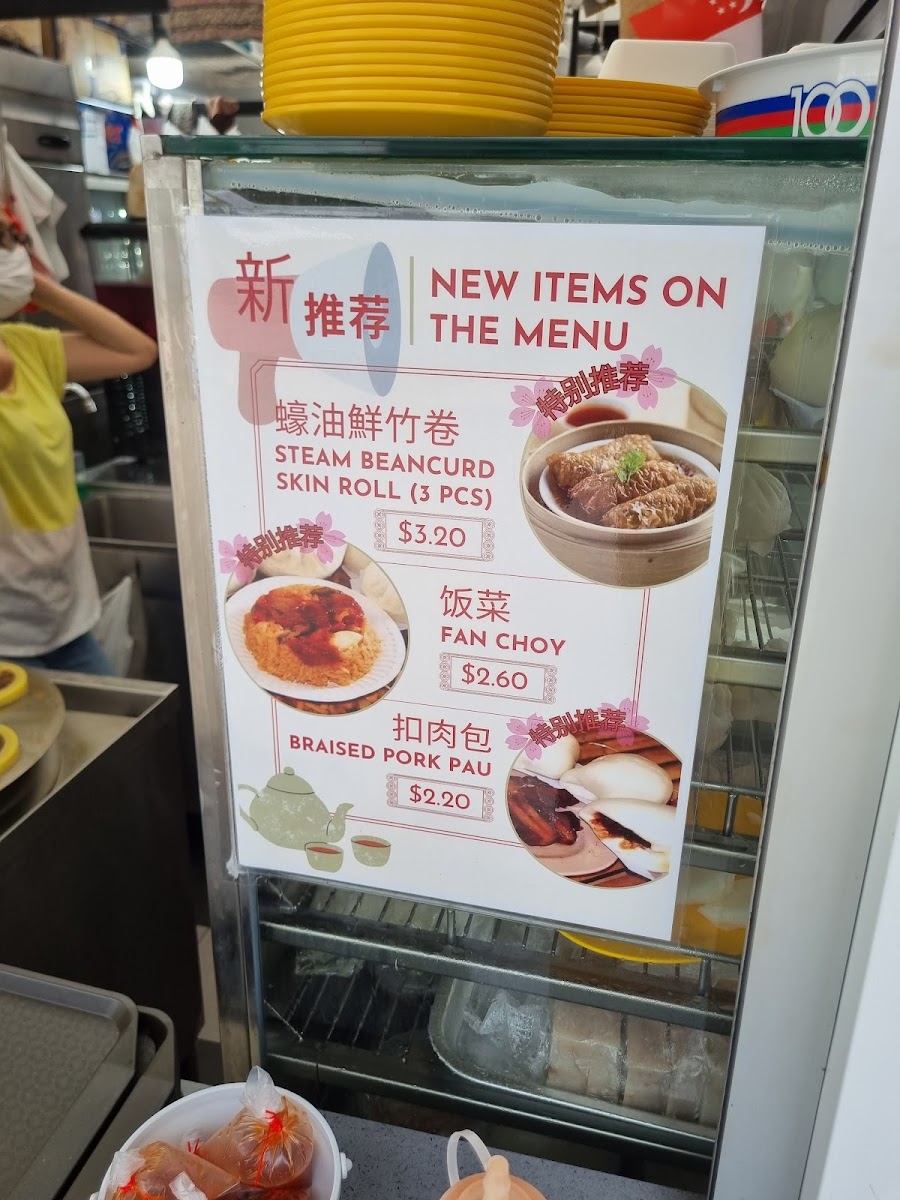 100
新 推荐
NEW ITEMS ON
THE MENU
特别推荐
蠔油鮮竹卷
STEAM BEANCURD
SKIN ROLL (3 PCS)
$3.20
特别推荐
饭菜
FAN CHOY
$2.60
特别推荐
扣肉包
BRAISED PORK PAU
$2.20